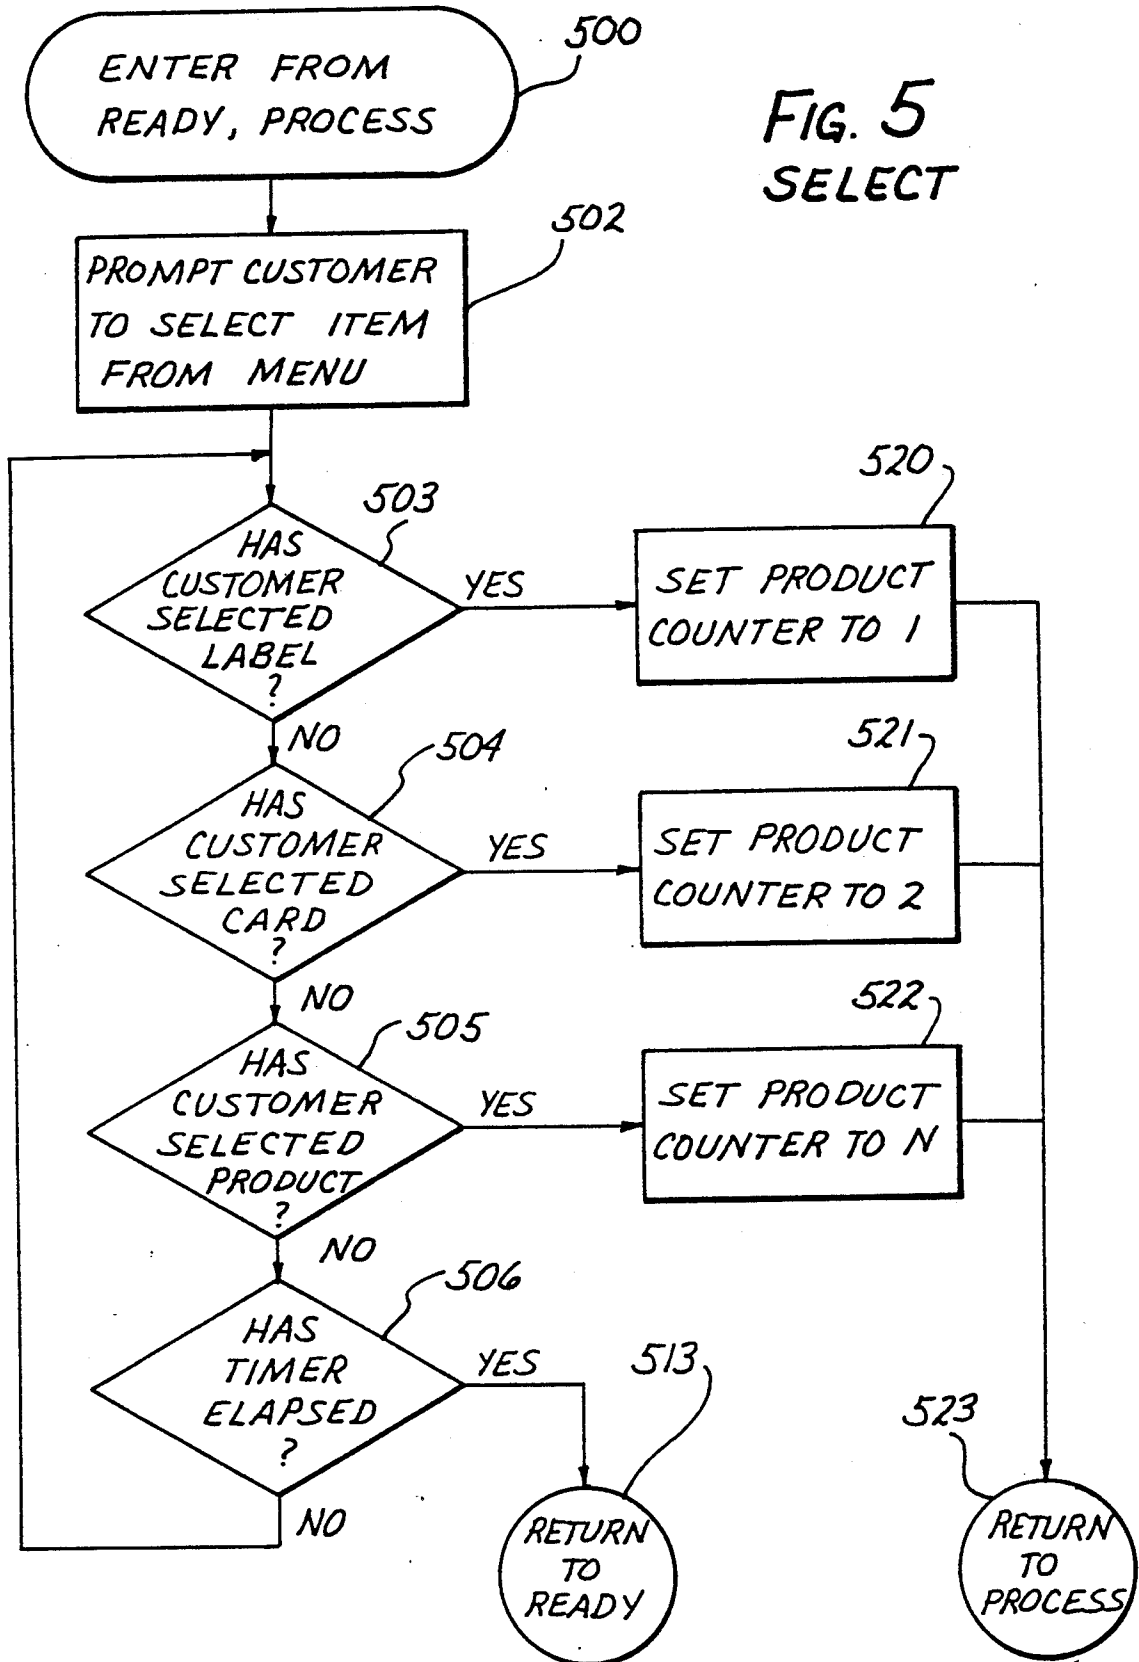 500
ENTER FROM
READY, PROCESS
FIG. 5
SELECT
502
PROMPT CUSTOMER
TO SELECT ITEM
FROM MENU
503
HAS
CUSTOMER
SELECTED
LABEL
?
YES
520
SET PRODUCT
COUNTER TO 1
NO
504
HAS
CUSTOMER
SELECTED
CARD
?
YES
521
SET PRODUCT
COUNTER TO 2
NO
505
HAS
CUSTOMER
SELECTED
PRODUCT
?
YES
522
SET PRODUCT
COUNTER TO N
NO
506
HAS
TIMER
ELAPSED
?
YES
NO
513
RETURN
TO
READY
523
RETURN
TO
PROCESS